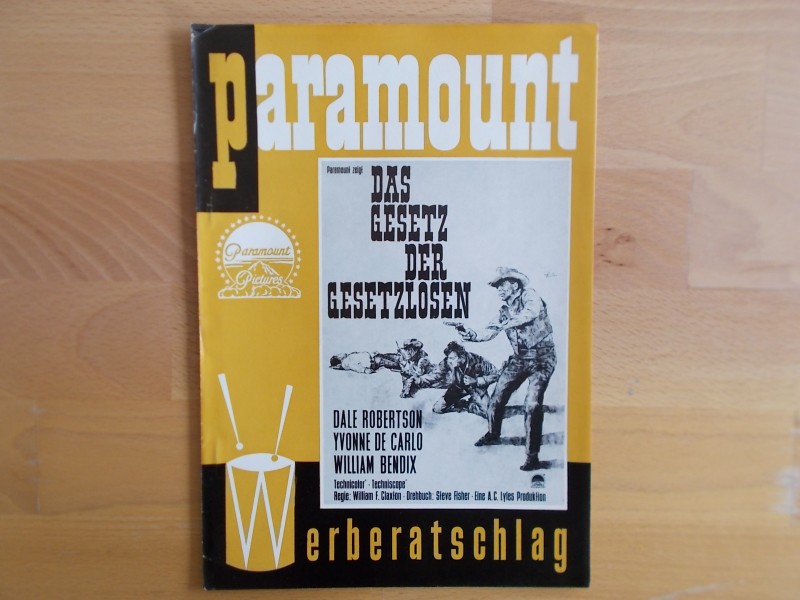 paramount
Paramount
Pictures
Paramount zeigt
DAS
GESETZ
DER
GESETZLOSEN
DALE ROBERTSON
YVONNE DE CARLO
WILLIAM BENDIX
Technicolor® · Techniscope®
Regie: William F. Claxton · Drehbuch: Steve Fisher · Eine A.C. Lyles Produktion
Werberatschlag